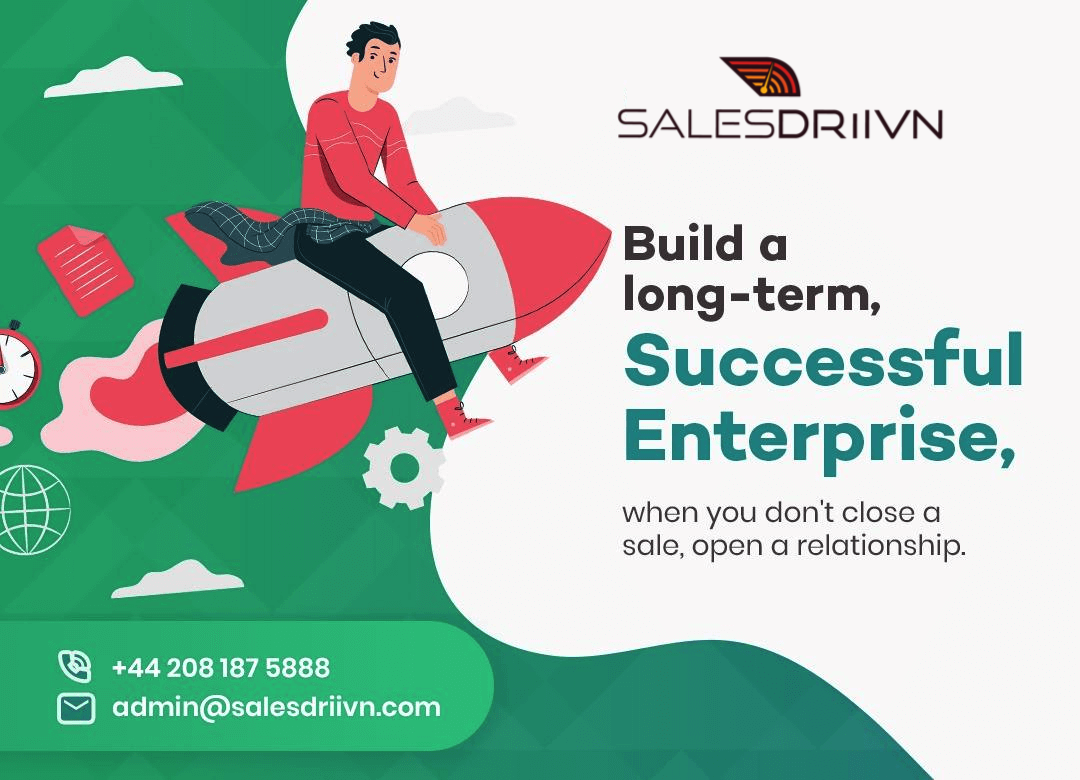 SALESDRiIVN
Build a
long-term,
Successful
Enterprise,
when you don't close a
sale, open a relationship.
+44 208 187 5888
admin@salesdriivn.com